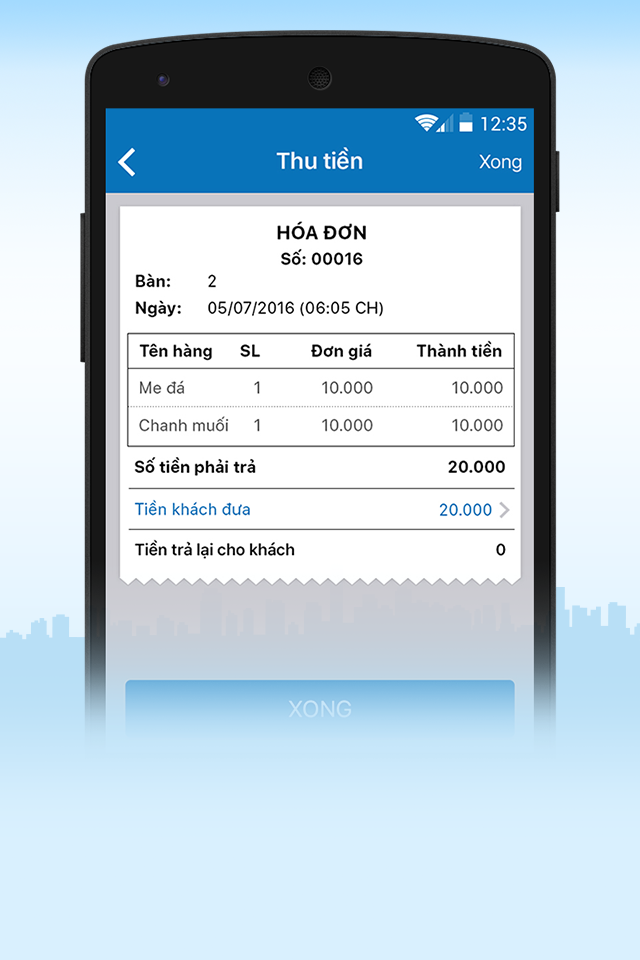 12:35
Thu tiền Xong
HÓA ĐƠN
Số: 00016
Bàn: 2
Ngày: 05/07/2016 (06:05 CH)
Tên hàng SL Đơn giá Thành tiền
Me đá 1 10.000 10.000
Chanh muối 1 10.000 10.000
Số tiền phải trả 20.000
Tiền khách đưa 20.000
Tiền trả lại cho khách 0
XONG